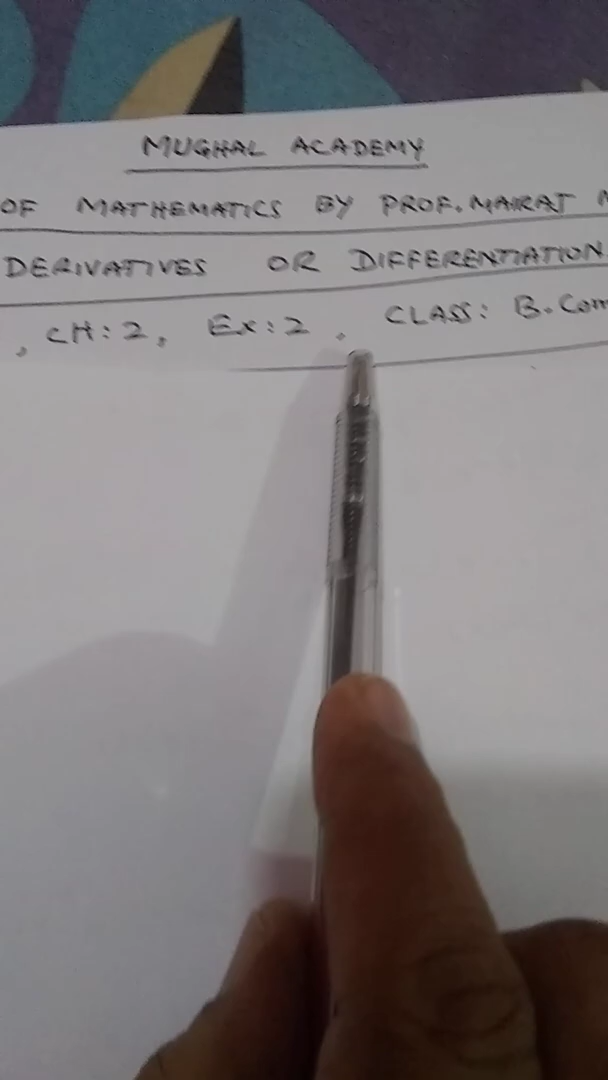 MUGHAL ACADEMY
OF MATHEMATICS BY PROF. MAIRAJ
DERIVATIVES OR DIFFERENTIATION.
, CH:2, Ex:2, CLASS: B.Com